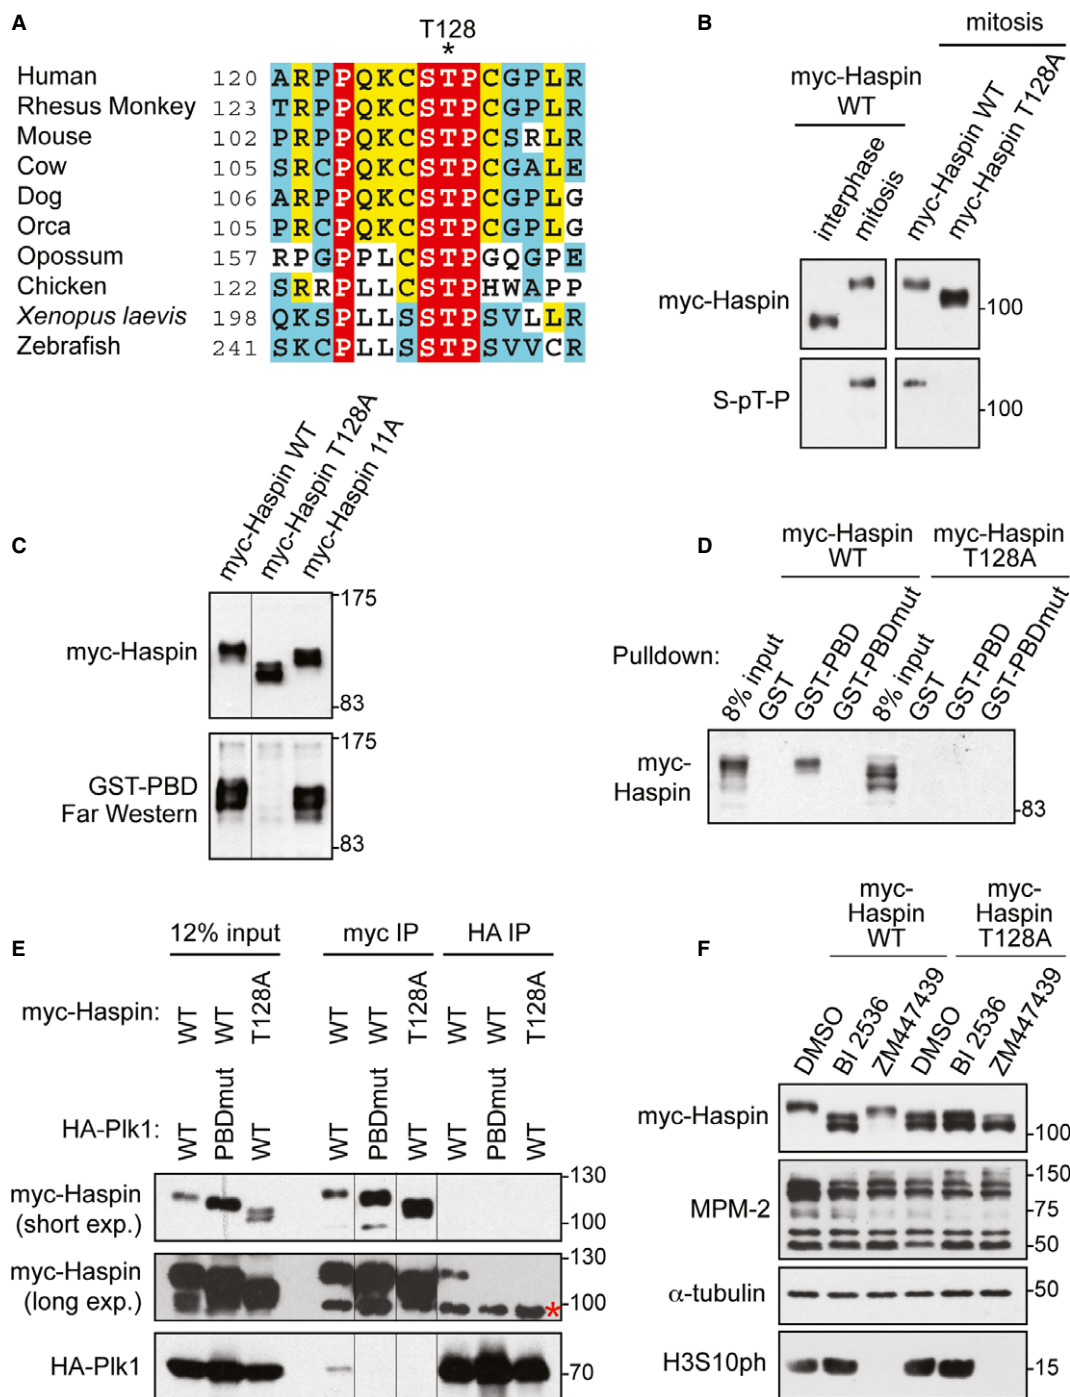 A
T128
*
Human 120 ARPPQKCSTPCGPLR
Rhesus Monkey 123 TRPPQKCSTPCGPLR
Mouse 102 PRPPQKCSTPCSRLR
Cow 105 SRCPQKCSTPCGALE
Dog 106 ARPPQKCSTPCGPLG
Orca 105 PRCPQKCSTPCGPLG
Opossum 157 RPGPPLCSTPGQGPE
Chicken 122 SRRPLLCSTPHWAPP
Xenopus laevis 198 QKSPLLSSTPSVLLR
Zebrafish 241 SKCPLLSSTPSVVCR
B
mitosis
myc-Haspin
WT
interphase
mitosis
myc-Haspin WT
myc-Haspin T128A
myc-Haspin
-100
S-pT-P
-100
C
myc-Haspin WT
myc-Haspin T128A
myc-Haspin 11A
175
myc-Haspin
83
175
GST-PBD
Far Western
83
D
myc-Haspin
WT
myc-Haspin
T128A
Pulldown:
8% input
GST
GST-PBD
GST-PBDmut
8% input
GST
GST-PBD
GST-PBDmut
myc-
Haspin
83
E
12% input
myc IP
HA IP
myc-Haspin:
WT
WT
T128A
WT
WT
T128A
WT
WT
T128A
HA-Plk1:
WT
PBDmut
WT
WT
PBDmut
WT
WT
PBDmut
WT
myc-Haspin
(short exp.)
130
100
myc-Haspin
(long exp.)
130
100
*
HA-Plk1
-70
F
myc-
Haspin
WT
myc-
Haspin
T128A
DMSO
BI 2536
ZM447439
DMSO
BI 2536
ZM447439
myc-Haspin
-100
MPM-2
150
75
50
α-tubulin
-50
H3S10ph
-15